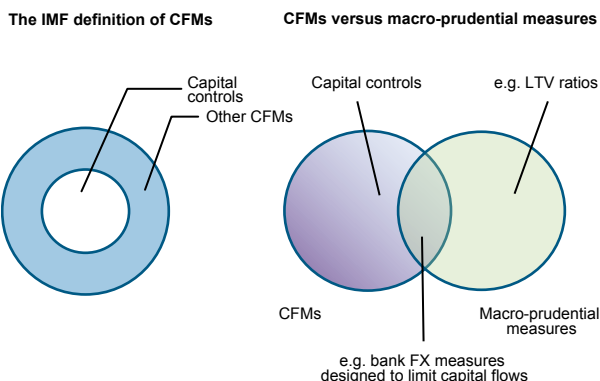 The IMF definition of CFMs
CFMs versus macro-prudential measures
Capital
controls
Other CFMs
Capital controls
e.g. LTV ratios
CFMs
Macro-prudential
measures
e.g. bank FX measures
designed to limit capital flows